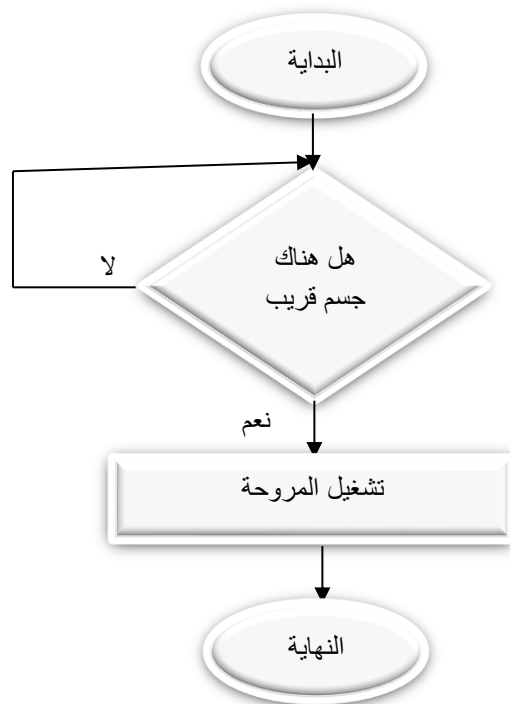 البداية
هل هناك
جسم قريب
لا
نعم
تشغيل المروحة
النهاية